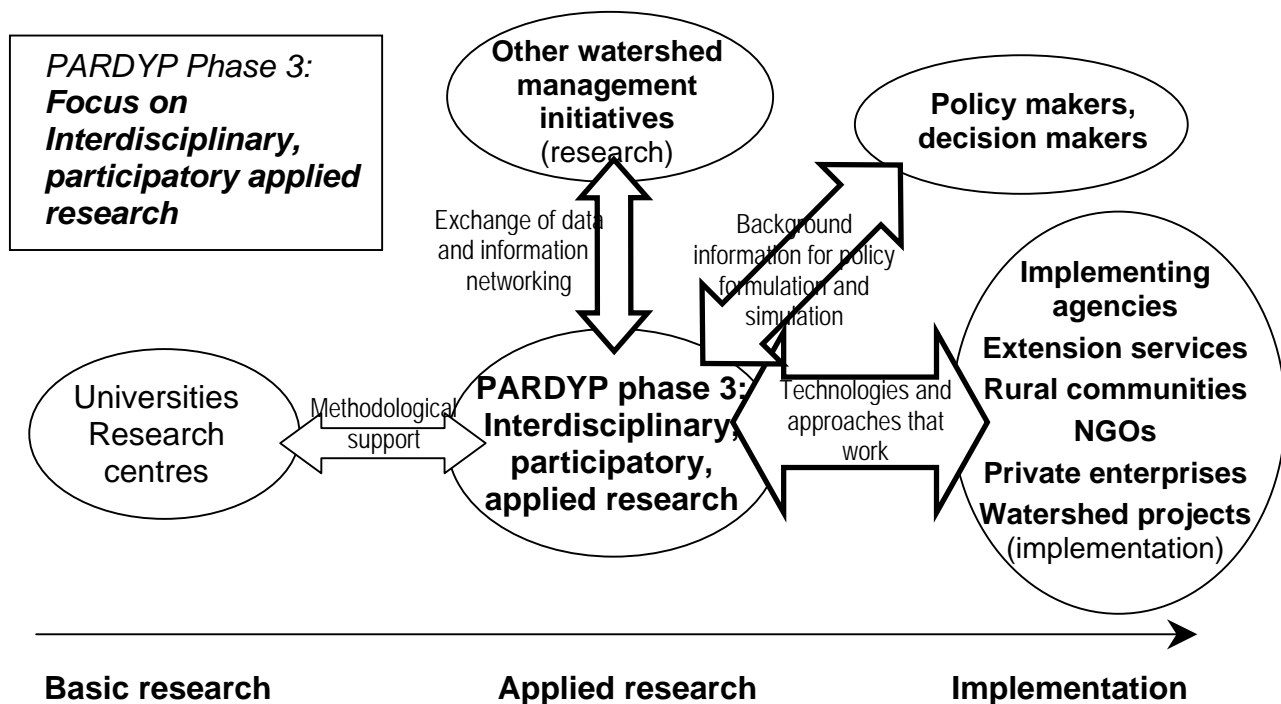 PARDYP Phase 3:
Focus on
Interdisciplinary,
participatory applied
research
Other watershed
management
initiatives
(research)
Policy makers,
decision makers
Exchange of data
and information
networking
Background
information for policy
formulation and
simulation
Implementing
agencies
Extension services
Rural communities
NGOs
Private enterprises
Watershed projects
(implementation)
Universities
Research
centres
Methodological
support
PARDYP phase 3:
Interdisciplinary,
participatory,
applied research
Technologies and
approaches that
work
Basic research
Applied research
Implementation